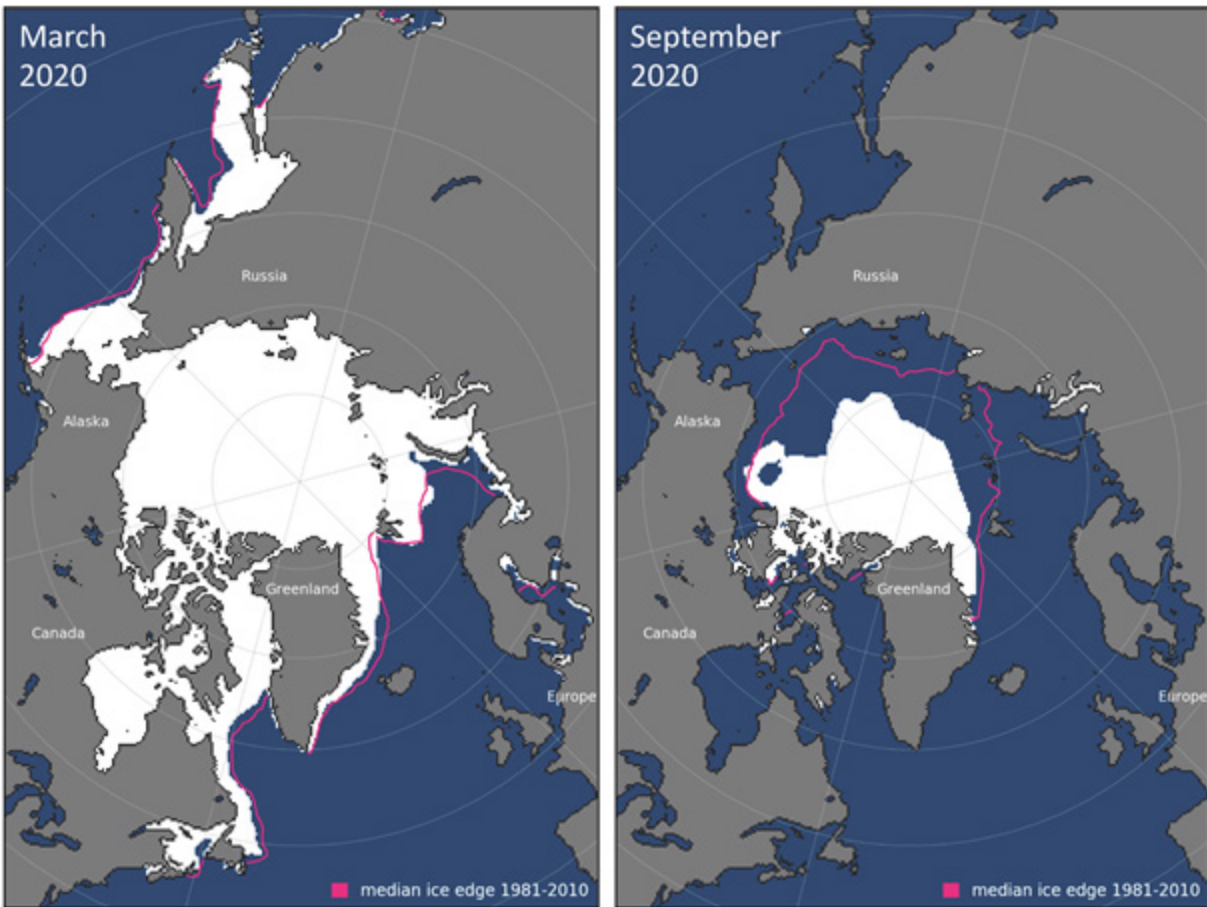 March
2020
Russia
Alaska
Greenland
Canada
Europe
median ice edge 1981-2010
September
2020
Russia
Alaska
Greenland
Canada
Europe
median ice edge 1981-2010